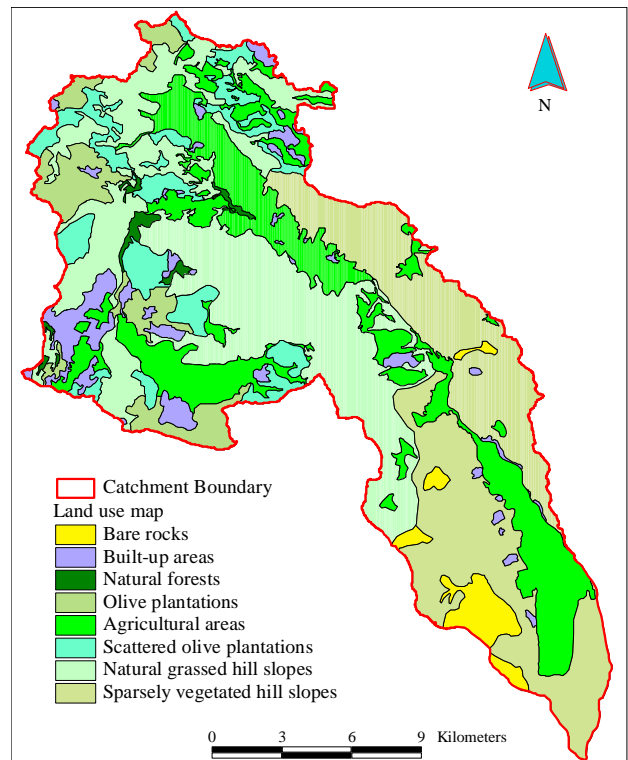 N
Catchment Boundary
Land use map
Bare rocks
Built-up areas
Natural forests
Olive plantations
Agricultural areas
Scattered olive plantations
Natural grassed hill slopes
Sparsely vegetated hill slopes
0 3 6 9 Kilometers